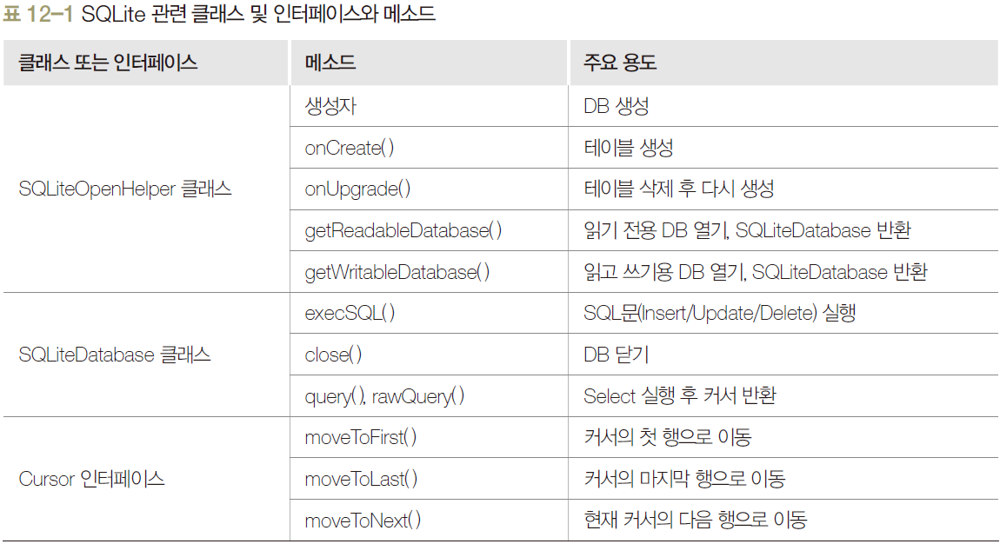 표 12-1 SQLite 관련 클래스 및 인터페이스와 메소드
클래스 또는 인터페이스 메소드 주요 용도
생성자 DB 생성
onCreate() 테이블 생성
SQLiteOpenHelper 클래스 onUpgrade() 테이블 삭제 후 다시 생성
getReadableDatabase() 읽기 전용 DB 열기, SQLiteDatabase 반환
getWritableDatabase() 읽고 쓰기용 DB 열기, SQLiteDatabase 반환
execSQL() SQL문(Insert/Update/Delete) 실행
SQLiteDatabase 클래스 close() DB 닫기
query(), rawQuery() Select 실행 후 커서 반환
moveToFirst() 커서의 첫 행으로 이동
Cursor 인터페이스 moveToLast() 커서의 마지막 행으로 이동
moveToNext() 현재 커서의 다음 행으로 이동